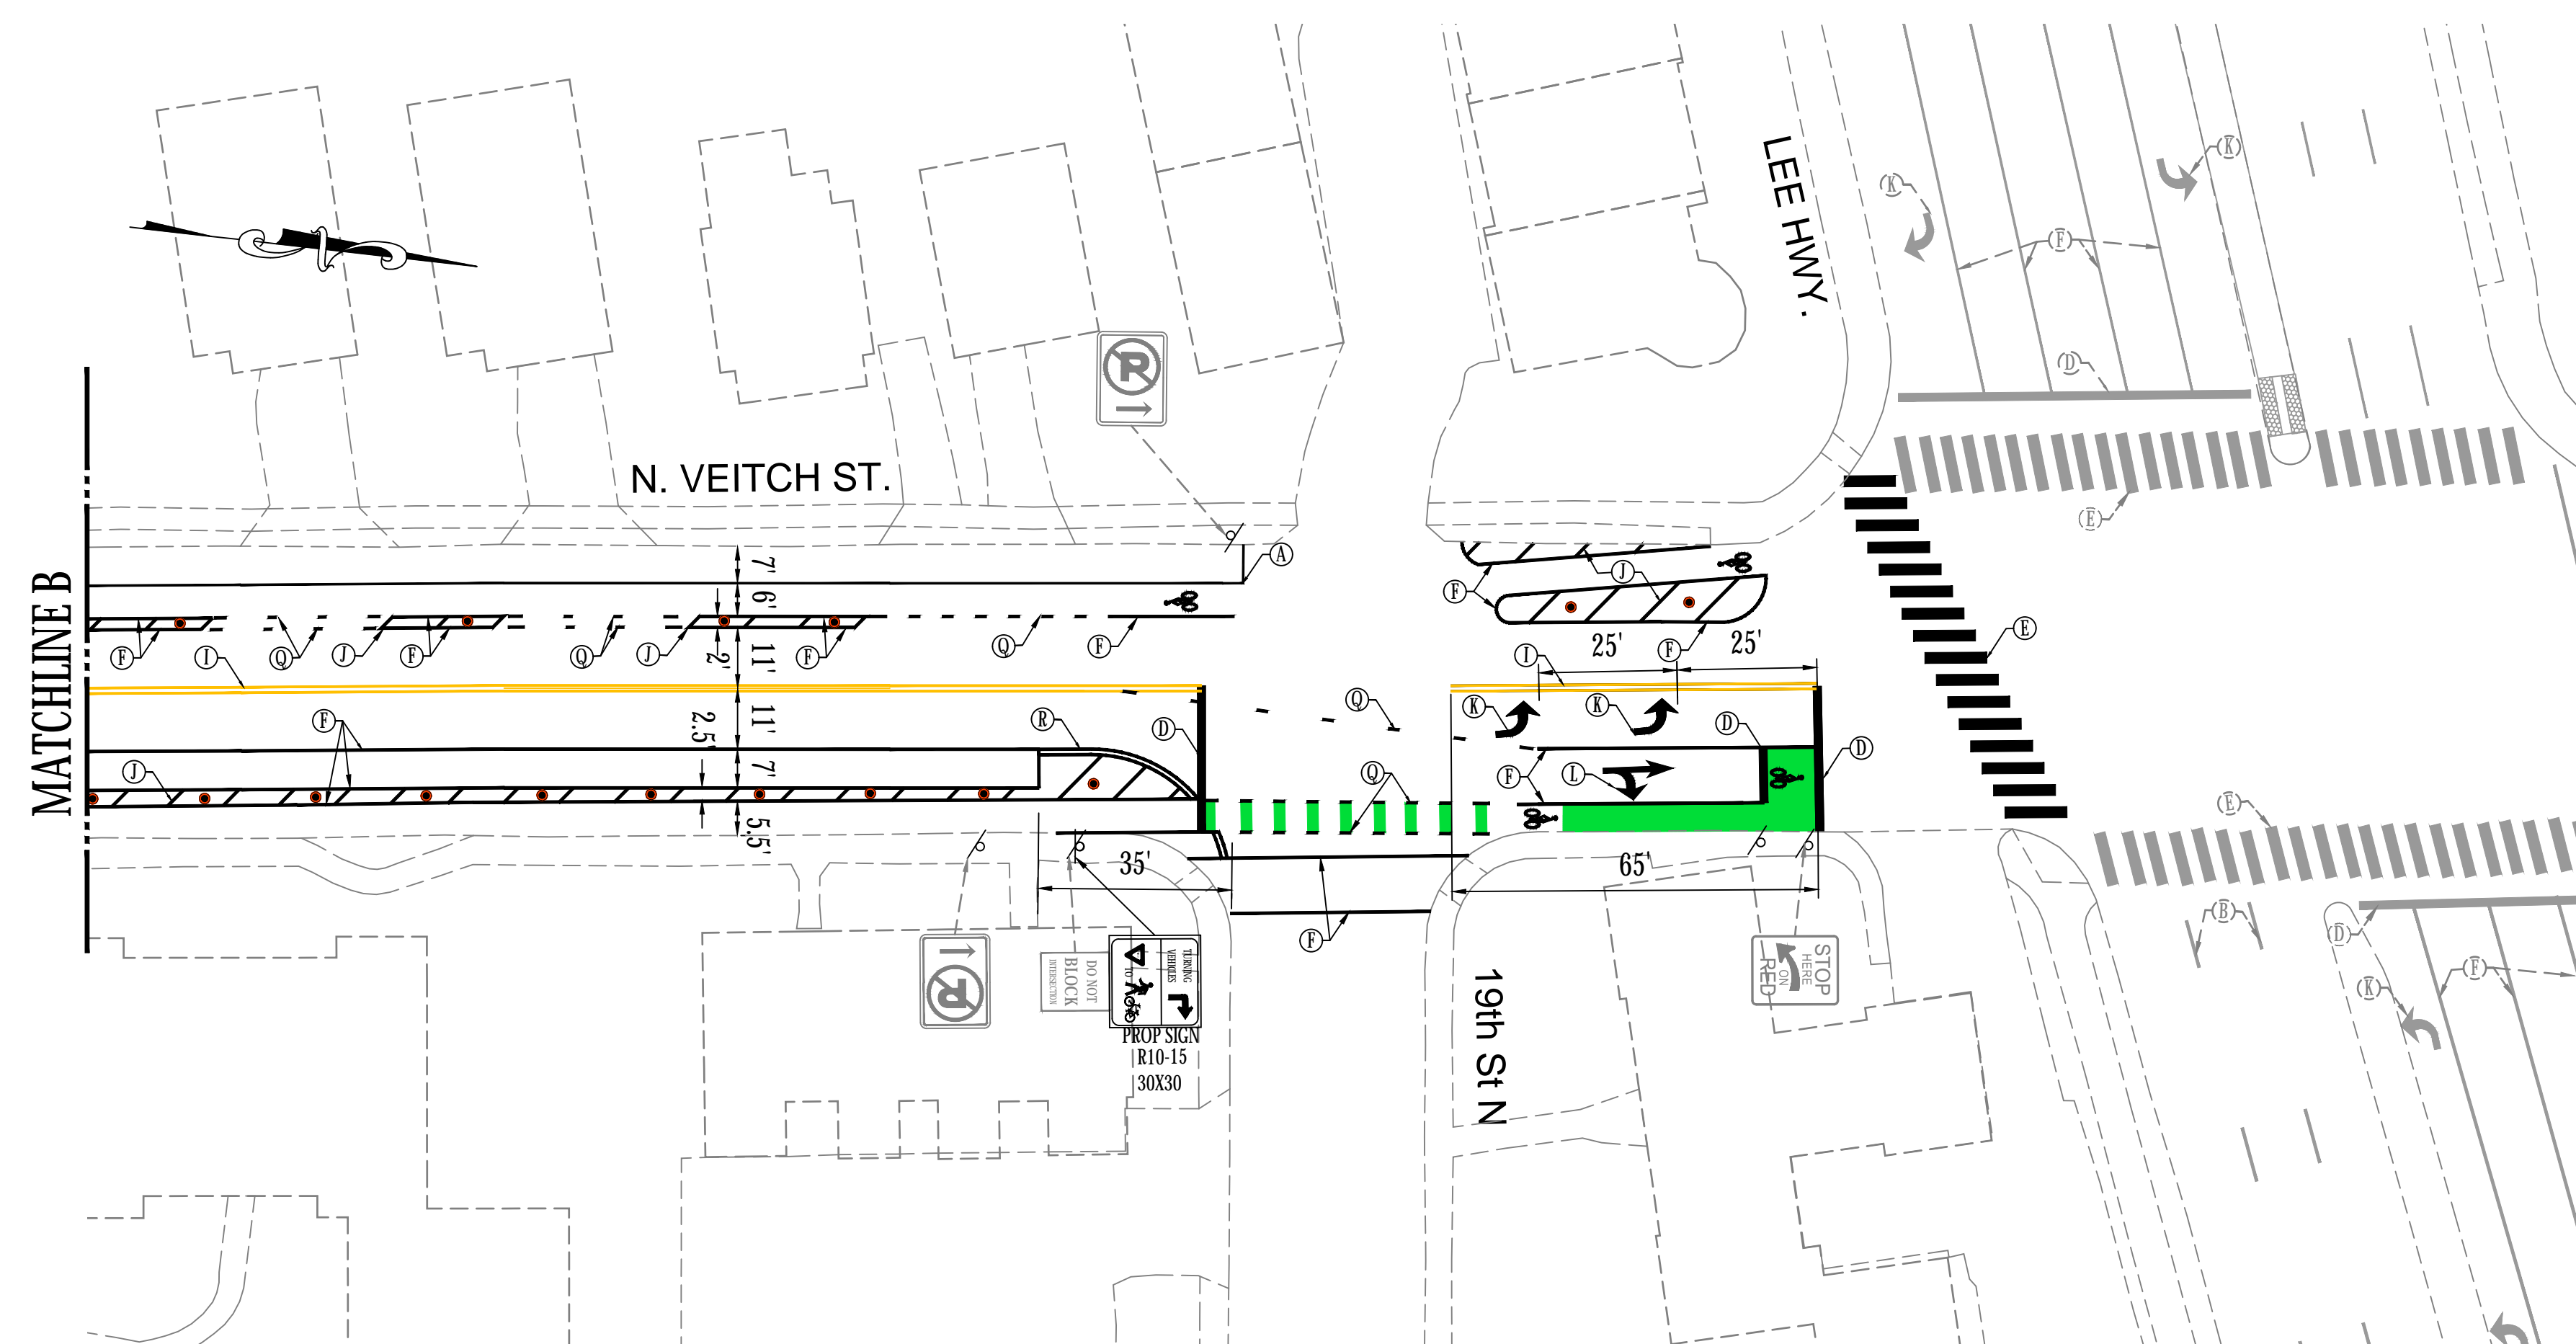 LEE HWY.
K
K
F
D
E
P
N. VEITCH ST.
MATCHLINE B
7'
6'
11'
2'
11'
2.5'
7'
5.5'
A
F
I
Q
J
F
Q
J
F
Q
F
F
J
F
I
25'
25'
E
F
J
R
D
Q
K
K
D
D
Q
F
L
35'
65'
F
E
B
D
F
K
P
DO NOT
BLOCK
INTERSECTION
TURNING
VEHICLES
TO
PROP SIGN
R10-15
30X30
STOP
HERE
ON
RED
19th St N